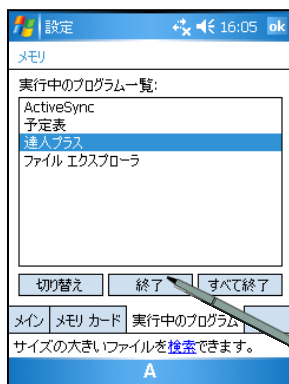 設定 16:05 ok
メモリ
実行中のプログラム一覧:
ActiveSync
予定表
達人プラス
ファイル エクスプローラ
切り替え 終了 すべて終了
メイン メモリ カード 実行中のプログラム
サイズの大きいファイルを検索できます。
A